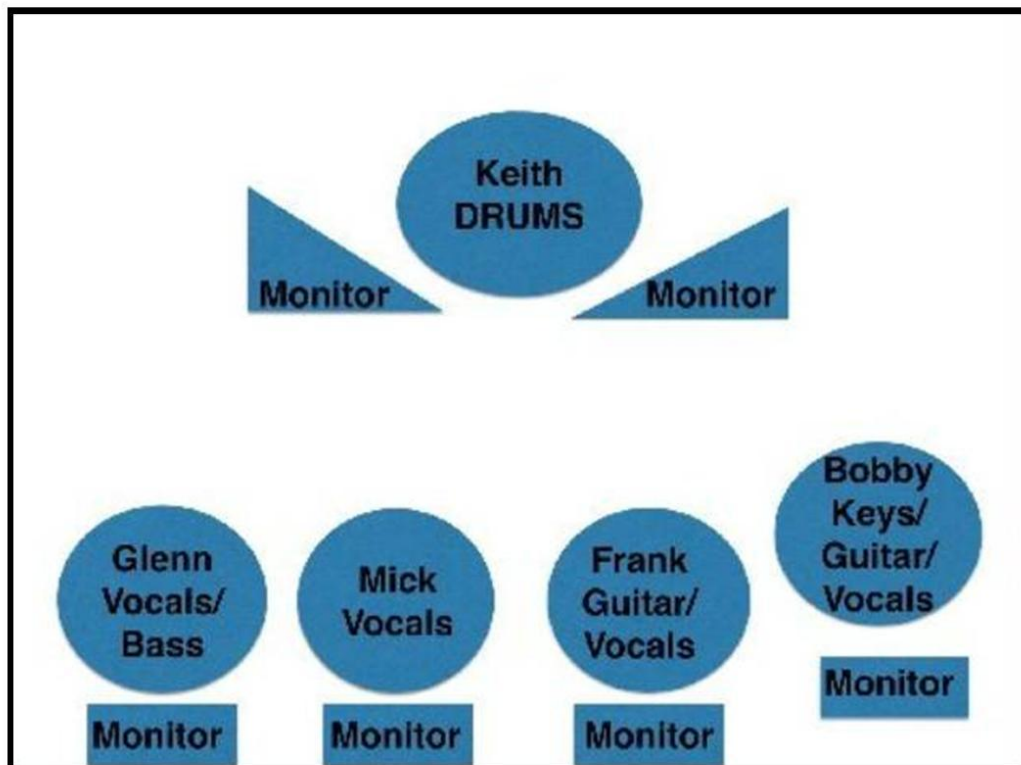 Keith
DRUMS
Monitor
Monitor
Glenn
Vocals/
Bass
Mick
Vocals
Frank
Guitar/
Vocals
Bobby
Keys/
Guitar/
Vocals
Monitor
Monitor
Monitor
Monitor